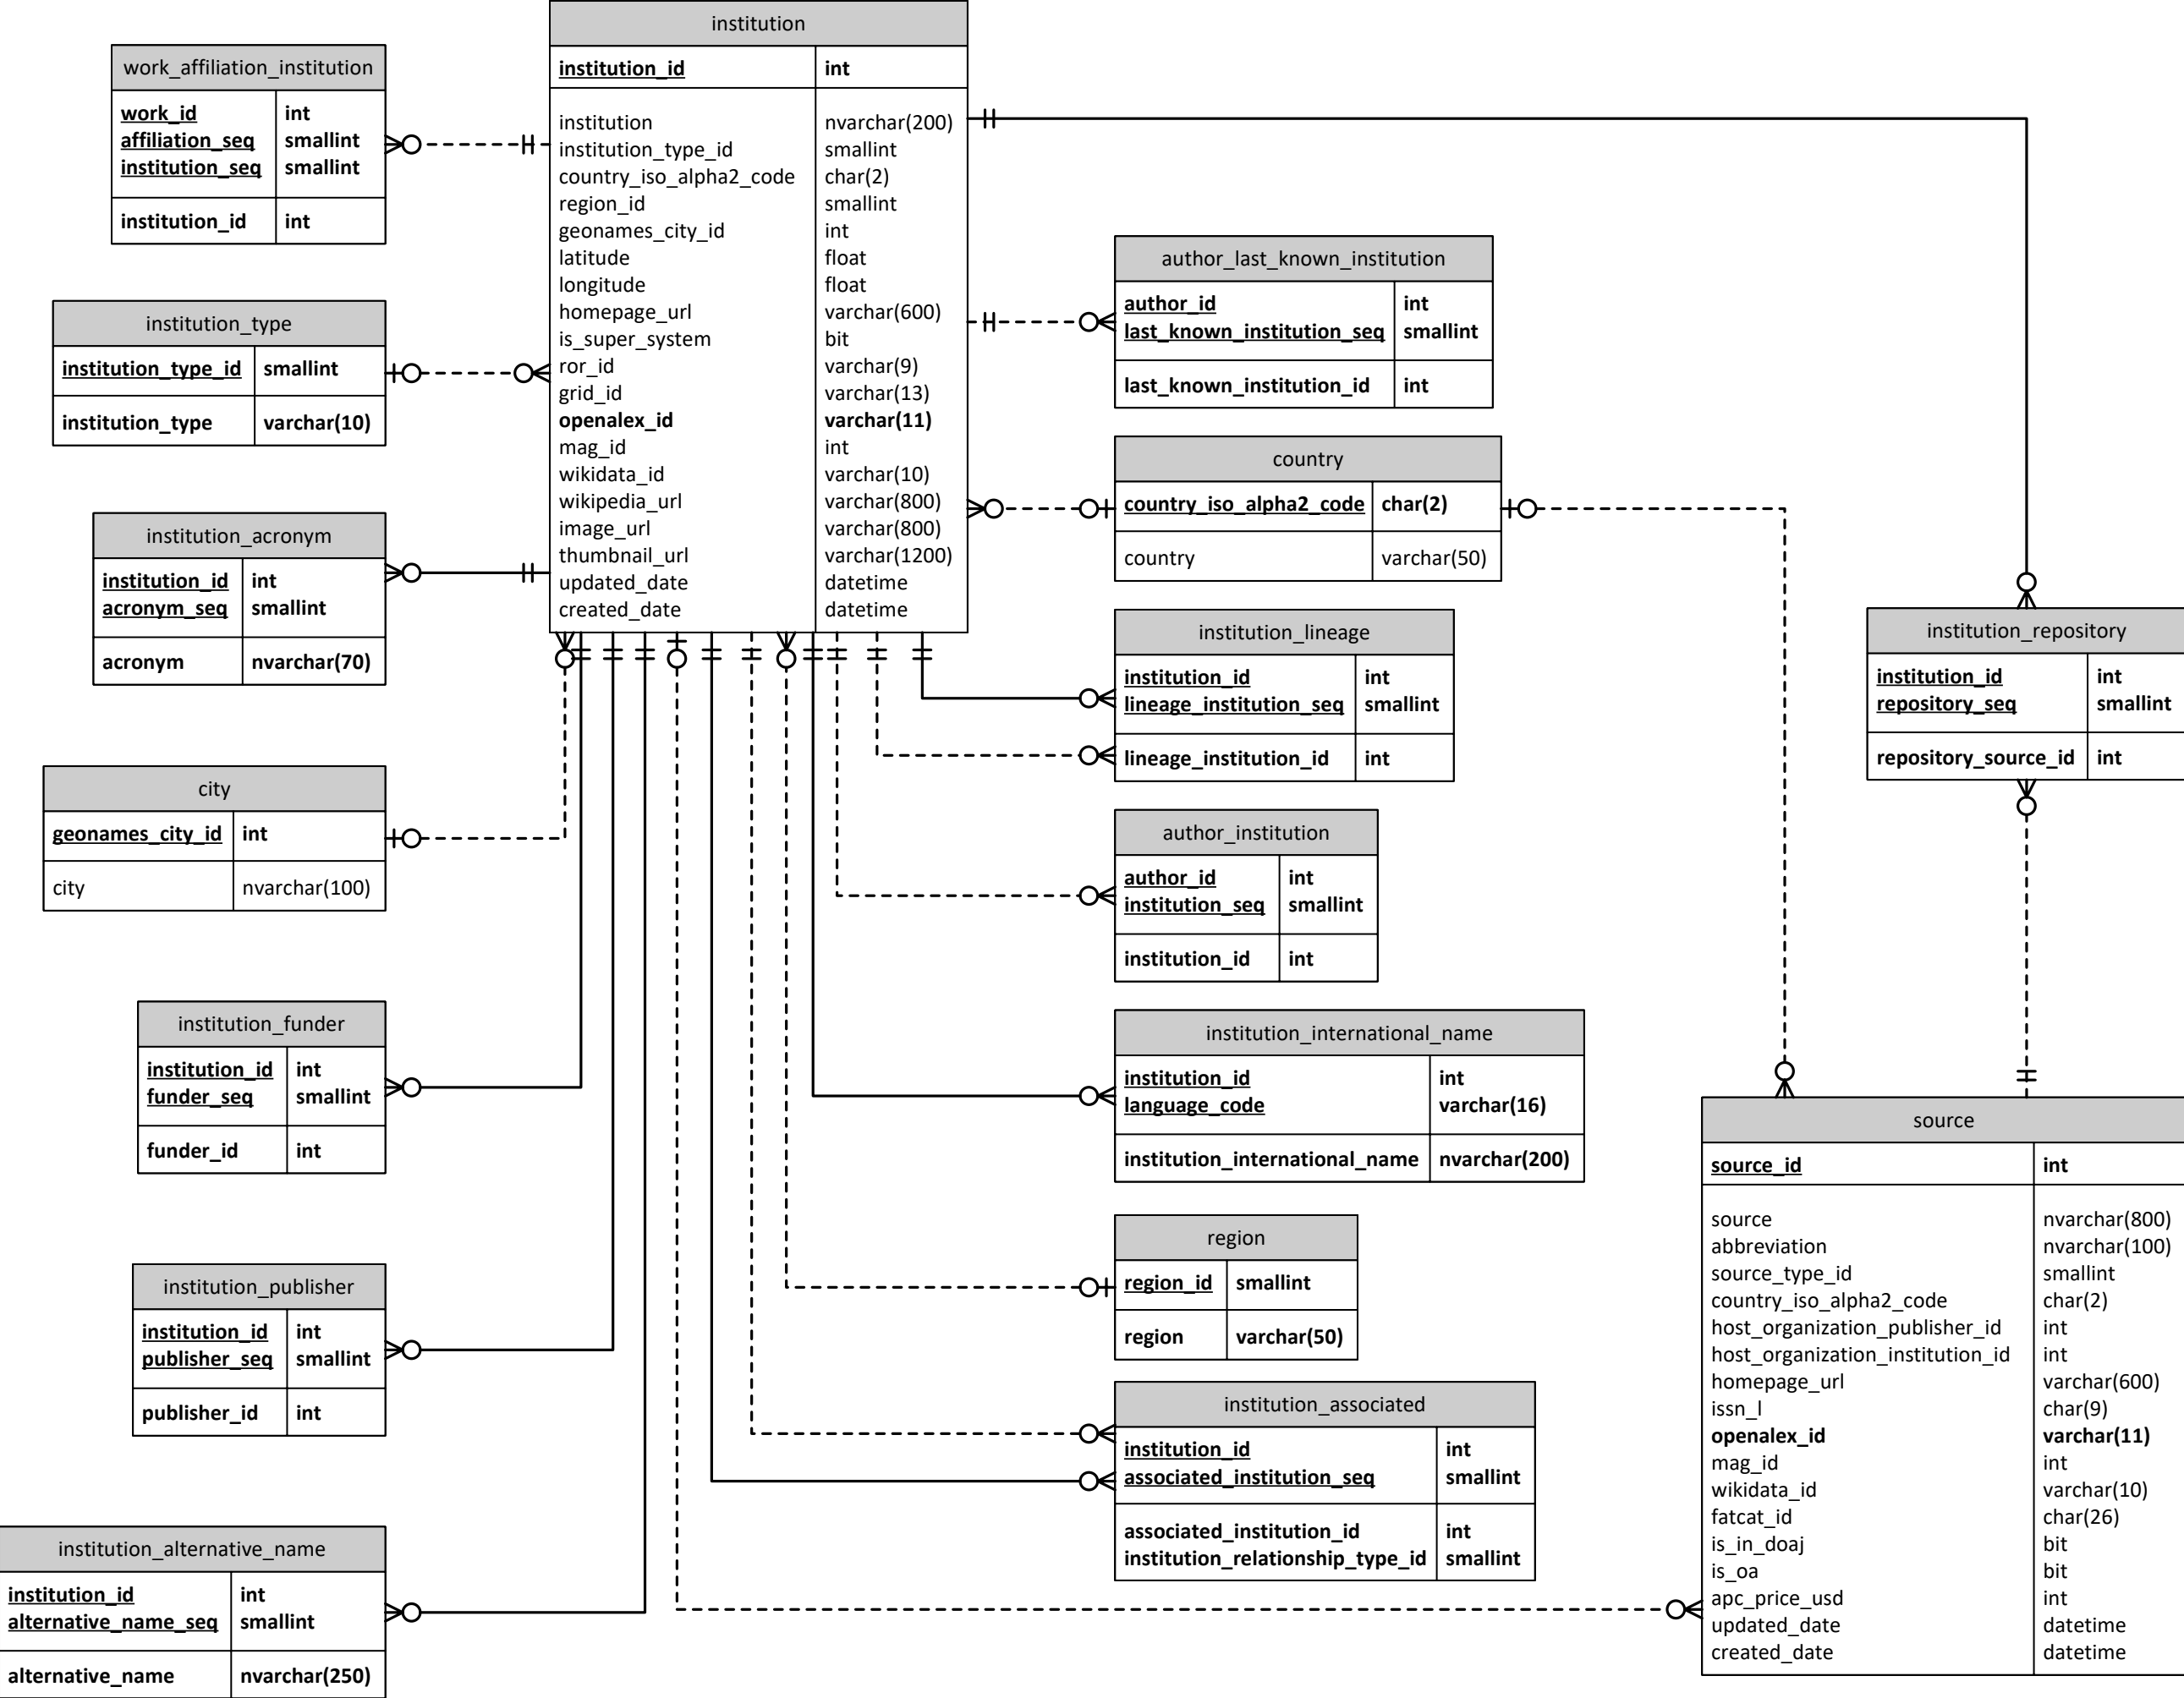 institution
institution_id int
institution nvarchar(200)
institution_type_id smallint
country_iso_alpha2_code char(2)
region_id smallint
geonames_city_id int
latitude float
longitude float
homepage_url varchar(600)
is_super_system bit
ror_id varchar(9)
grid_id varchar(13)
openalex_id varchar(11)
mag_id int
wikidata_id varchar(10)
wikipedia_url varchar(800)
image_url varchar(800)
thumbnail_url varchar(1200)
updated_date datetime
created_date datetime
work_affiliation_institution
work_id int
affiliation_seq smallint
institution_seq smallint
institution_id int
institution_type
institution_type_id smallint
institution_type varchar(10)
institution_acronym
institution_id int
acronym_seq smallint
acronym nvarchar(70)
city
geonames_city_id int
city nvarchar(100)
institution_funder
institution_id int
funder_seq smallint
funder_id int
institution_publisher
institution_id int
publisher_seq smallint
publisher_id int
institution_alternative_name
institution_id int
alternative_name_seq smallint
alternative_name nvarchar(250)
author_last_known_institution
author_id int
last_known_institution_seq smallint
last_known_institution_id int
country
country_iso_alpha2_code char(2)
country varchar(50)
institution_lineage
institution_id int
lineage_institution_seq smallint
lineage_institution_id int
author_institution
author_id int
institution_seq smallint
institution_id int
institution_international_name
institution_id int
language_code varchar(16)
institution_international_name nvarchar(200)
region
region_id smallint
region varchar(50)
institution_associated
institution_id int
associated_institution_seq smallint
associated_institution_id int
institution_relationship_type_id smallint
institution_repository
institution_id int
repository_seq smallint
repository_source_id int
source
source_id int
source nvarchar(800)
abbreviation nvarchar(100)
source_type_id smallint
country_iso_alpha2_code char(2)
host_organization_publisher_id int
host_organization_institution_id int
homepage_url varchar(600)
issn_l char(9)
openalex_id varchar(11)
mag_id int
wikidata_id varchar(10)
fatcat_id char(26)
is_in_doaj bit
is_oa bit
apc_price_usd int
updated_date datetime
created_date datetime